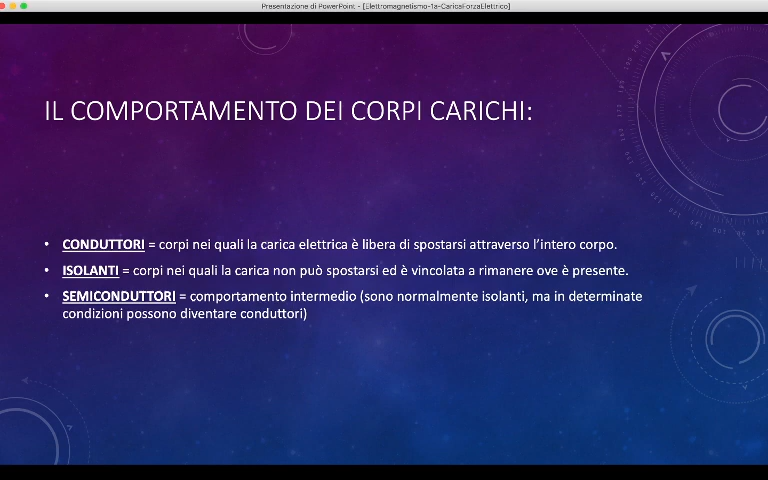 Presentazione di PowerPoint - [Elettromagnetismo-1a-CaricaForzaElettrico]
IL COMPORTAMENTO DEI CORPI CARICHI:
• CONDUTTORI = corpi nei quali la carica elettrica è libera di spostarsi attraverso l'intero corpo.
• ISOLANTI = corpi nei quali la carica non può spostarsi ed è vincolata a rimanere ove è presente.
• SEMICONDUTTORI = comportamento intermedio (sono normalmente isolanti, ma in determinate
condizioni possono diventare conduttori)